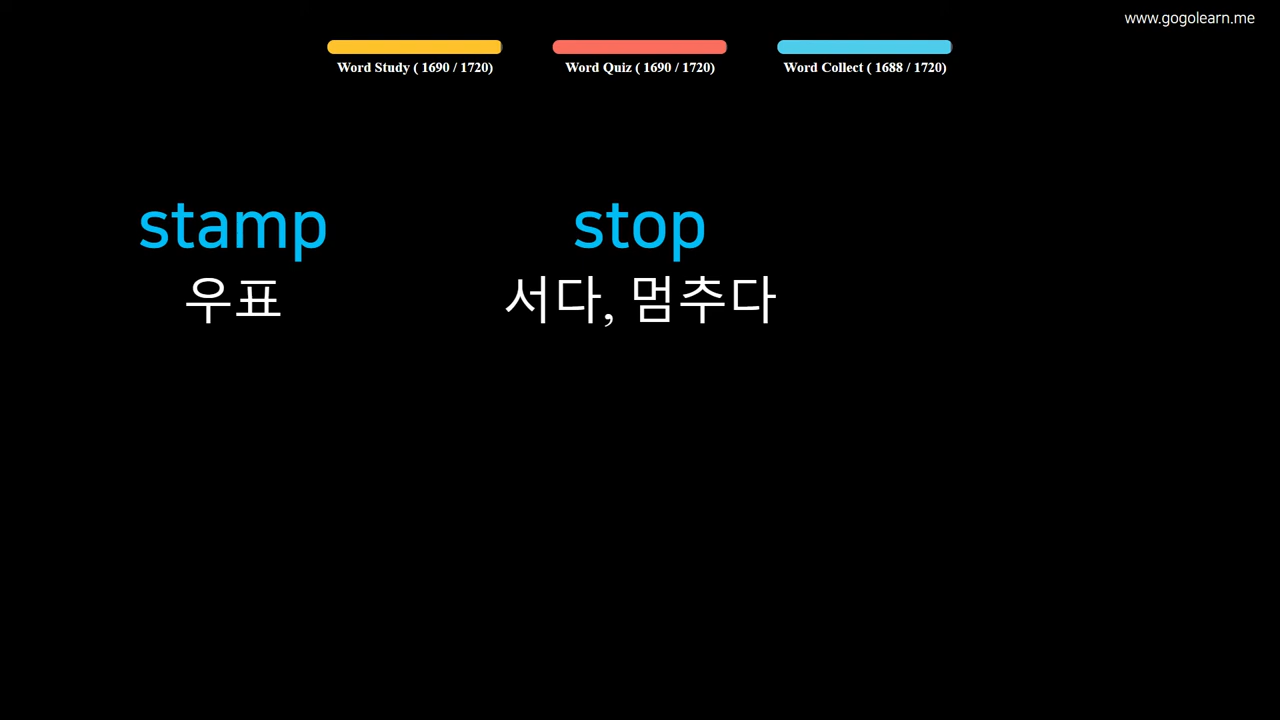 www.gogolearn.me
Word Study ( 1690 / 1720)
Word Quiz ( 1690 / 1720)
Word Collect ( 1688 / 1720)
stamp
우표
stop
서다, 멈추다